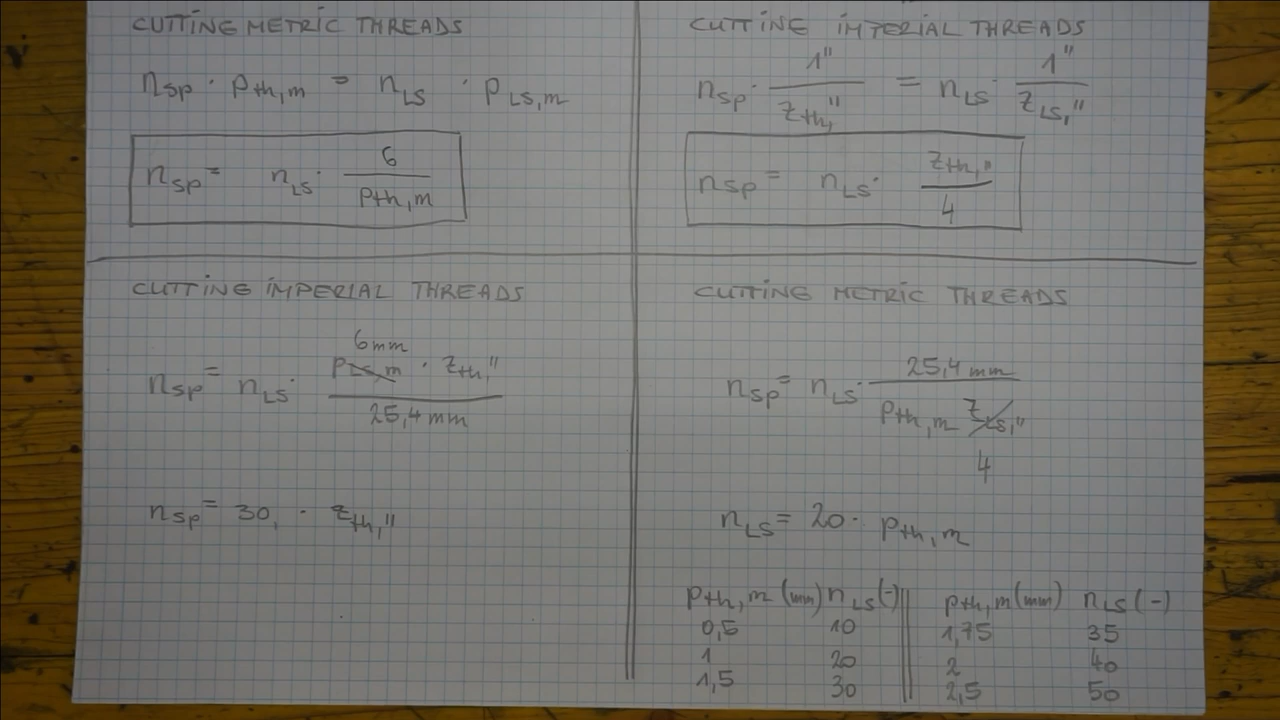 CUTTING METRIC THREADS
n_sp · P_th,m = n_LS · P_LS,m
n_sp = n_LS · 6 / P_th,m
CUTTING IMPERIAL THREADS
n_sp · 1" / z_th," = n_LS · 1" / z_LS,"
n_sp = n_LS · z_th," / 4
CUTTING IMPERIAL THREADS
6mm
n_sp = n_LS · P_LS,m · z_th," / 25,4 mm
n_sp = 30, · z_th,"
CUTTING METRIC THREADS
n_sp = n_LS · 25,4 mm / P_th,m z_LS,"
4
n_LS = 20 · P_th,m
P_th,m (mm) n_LS (-) P_th,m (mm) n_LS (-)
0,5 10 1,75 35
1 20 2 40
1,5 30 2,5 50